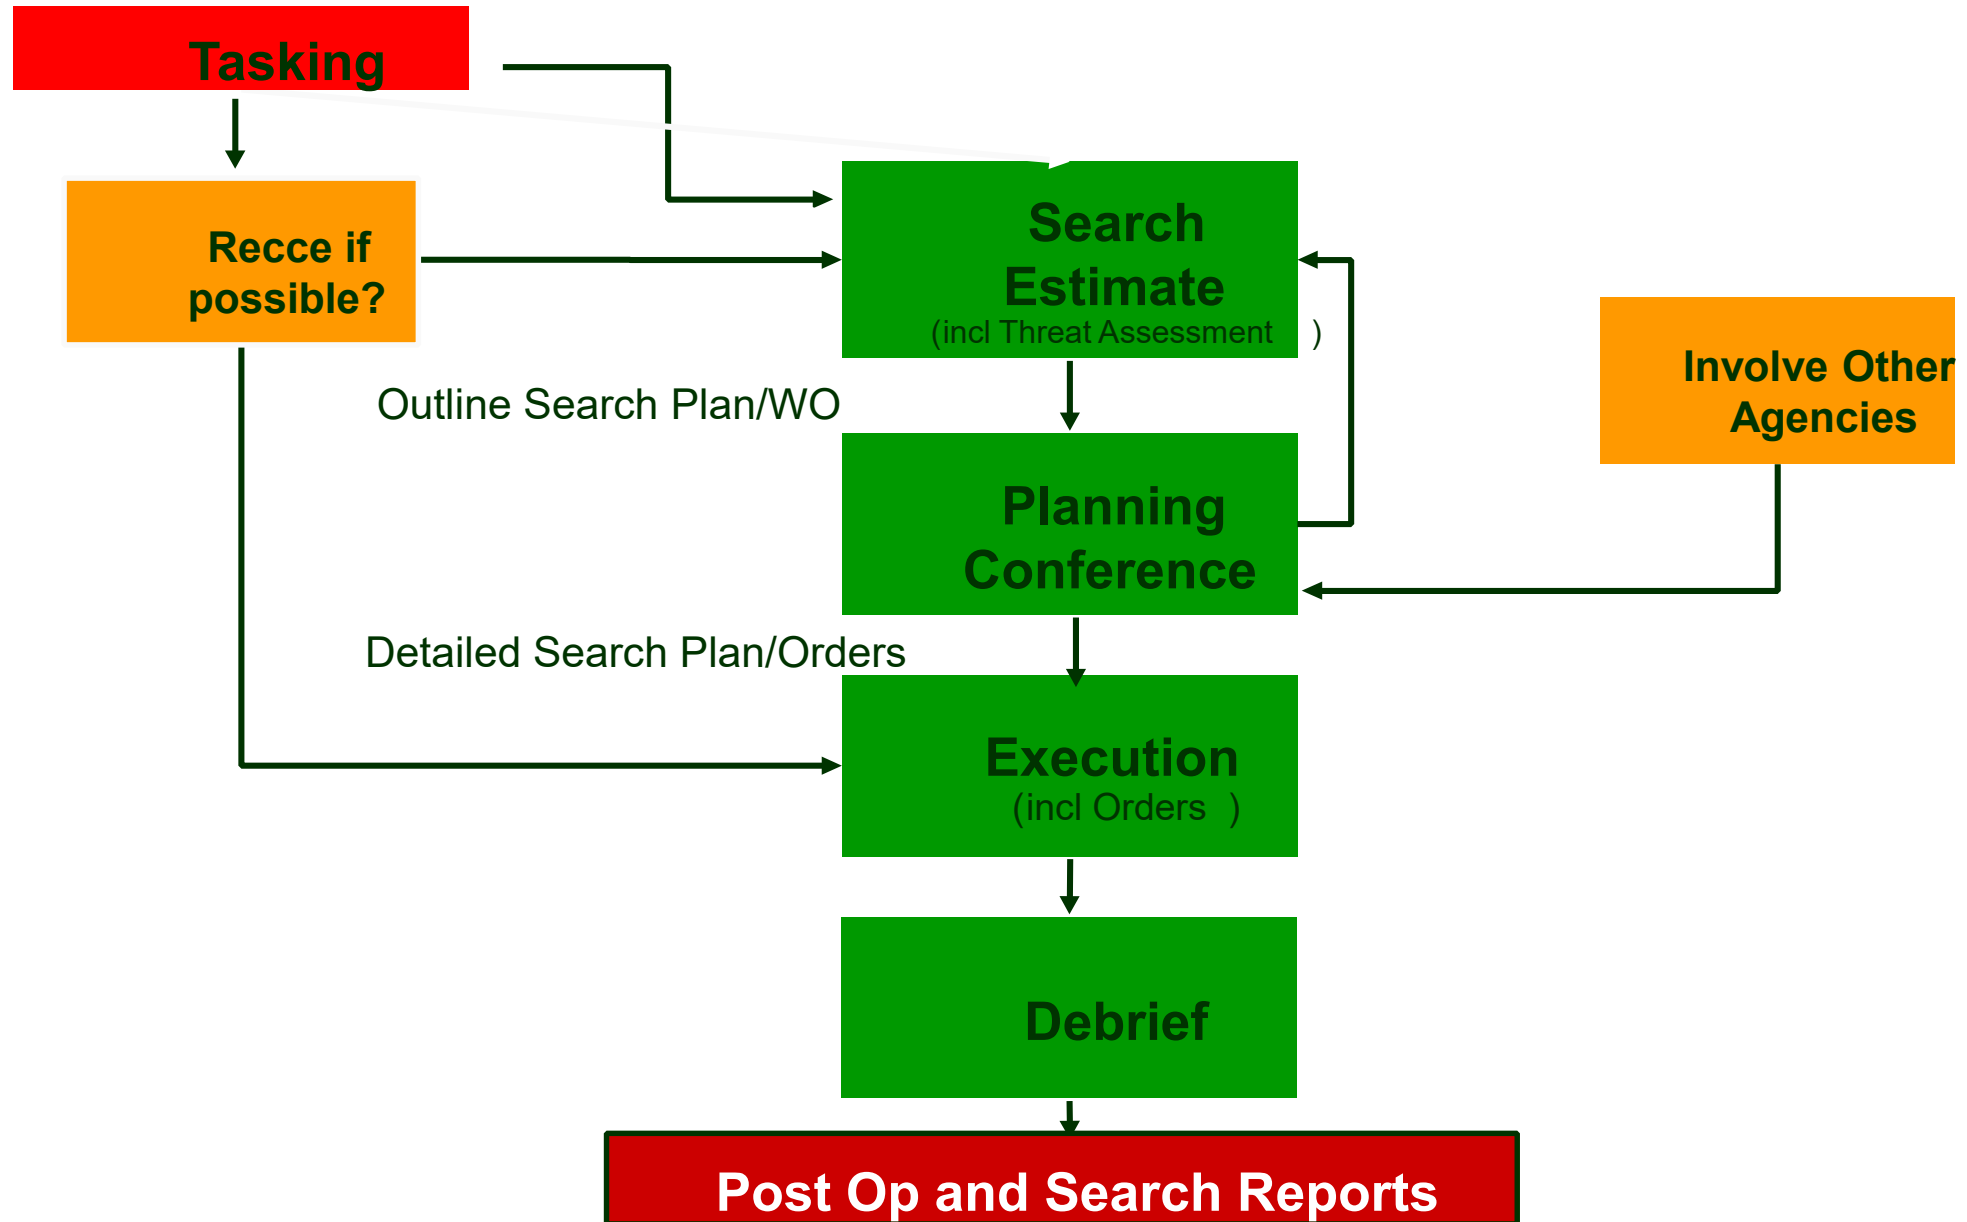 Tasking
Recce if
possible?
Search
Estimate
(incl Threat Assessment )
Involve Other
Agencies
Outline Search Plan/WO
Planning
Conference
Detailed Search Plan/Orders
Execution
(incl Orders )
Debrief
Post Op and Search Reports